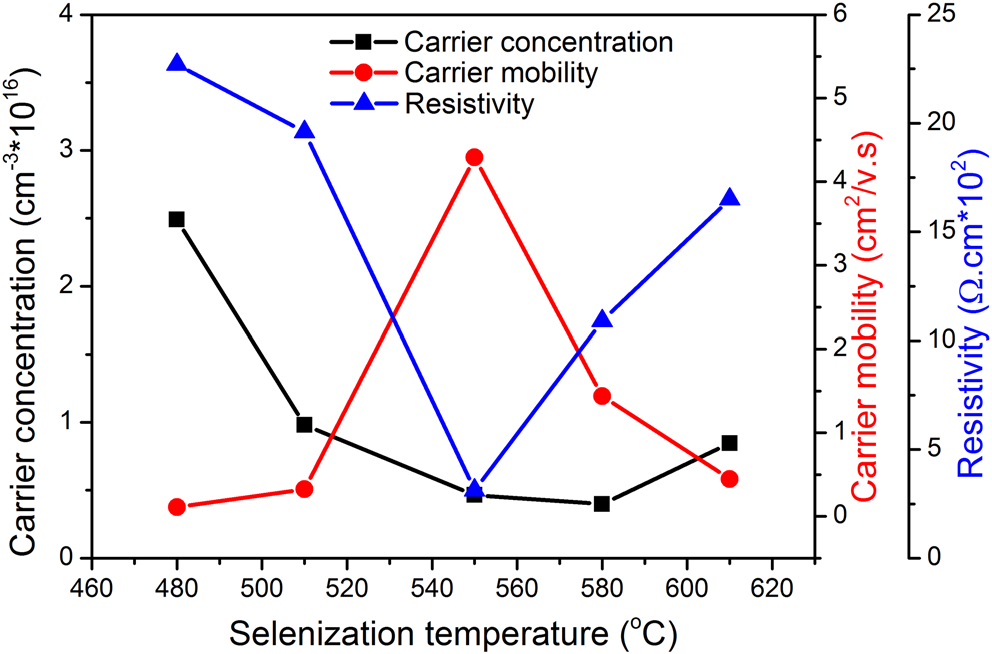 Carrier concentration
Carrier mobility
Resistivity
Carrier concentration (cm⁻³*10¹⁶)
4
3
2
1
0
Carrier mobility (cm²/v.s)
6
5
4
3
2
1
0
Resistivity (Ω.cm*10²)
25
20
15
10
5
0
460 480 500 520 540 560 580 600 620
Selenization temperature (°C)